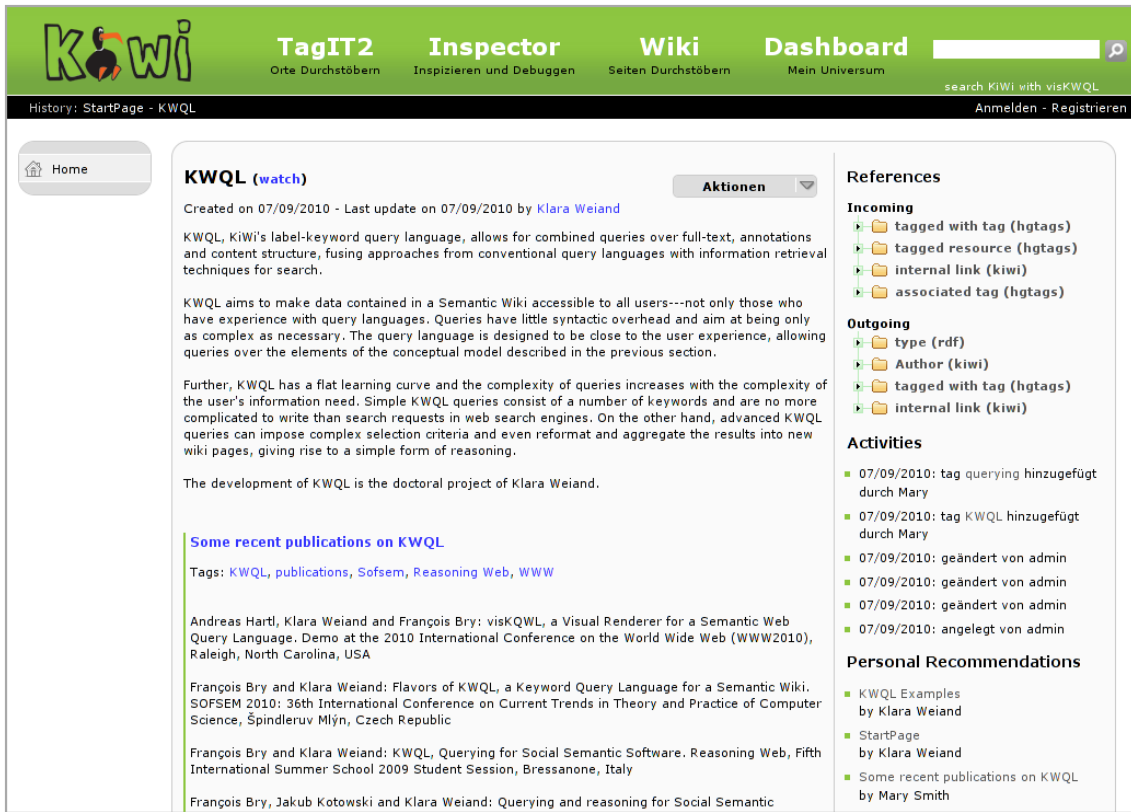 KiWi
TagIT2
Orte Durchstöbern
Inspector
Inspizieren und Debuggen
Wiki
Seiten Durchstöbern
Dashboard
Mein Universum
search KiWi with visKWQL
History: StartPage - KWQL
Anmelden - Registrieren
Home
KWQL (watch)
Aktionen
Created on 07/09/2010 - Last update on 07/09/2010 by Klara Weiand
KWQL, KiWi's label-keyword query language, allows for combined queries over full-text, annotations
and content structure, fusing approaches from conventional query languages with information retrieval
techniques for search.
KWQL aims to make data contained in a Semantic Wiki accessible to all users---not only those who
have experience with query languages. Queries have little syntactic overhead and aim at being only
as complex as necessary. The query language is designed to be close to the user experience, allowing
queries over the elements of the conceptual model described in the previous section.
Further, KWQL has a flat learning curve and the complexity of queries increases with the complexity of
the user's information need. Simple KWQL queries consist of a number of keywords and are no more
complicated to write than search requests in web search engines. On the other hand, advanced KWQL
queries can impose complex selection criteria and even reformat and aggregate the results into new
wiki pages, giving rise to a simple form of reasoning.
The development of KWQL is the doctoral project of Klara Weiand.
Some recent publications on KWQL
Tags: KWQL, publications, Sofsem, Reasoning Web, WWW
Andreas Hartl, Klara Weiand and François Bry: visKQWL, a Visual Renderer for a Semantic Web
Query Language. Demo at the 2010 International Conference on the World Wide Web (WWW2010),
Raleigh, North Carolina, USA
François Bry and Klara Weiand: Flavors of KWQL, a Keyword Query Language for a Semantic Wiki.
SOFSEM 2010: 36th International Conference on Current Trends in Theory and Practice of Computer
Science, Špindleruv Mlýn, Czech Republic
François Bry and Klara Weiand: KWQL, Querying for Social Semantic Software. Reasoning Web, Fifth
International Summer School 2009 Student Session, Bressanone, Italy
François Bry, Jakub Kotowski and Klara Weiand: Querying and reasoning for Social Semantic
References
Incoming
tagged with tag (hgtags)
tagged resource (hgtags)
internal link (kiwi)
associated tag (hgtags)
Outgoing
type (rdf)
Author (kiwi)
tagged with tag (hgtags)
internal link (kiwi)
Activities
07/09/2010: tag querying hinzugefügt
durch Mary
07/09/2010: tag KWQL hinzugefügt
durch Mary
07/09/2010: geändert von admin
07/09/2010: geändert von admin
07/09/2010: geändert von admin
07/09/2010: angelegt von admin
Personal Recommendations
KWQL Examples
by Klara Weiand
StartPage
by Klara Weiand
Some recent publications on KWQL
by Mary Smith